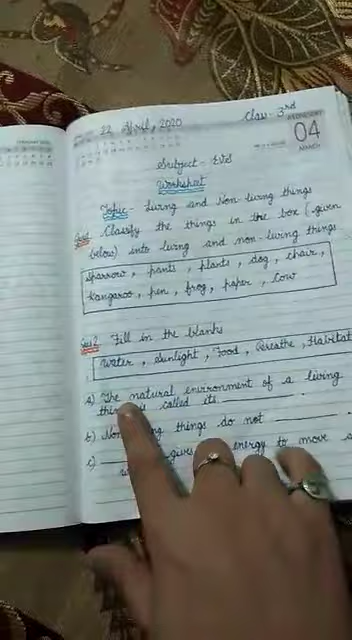 22 April, 2020
Class - 3rd
WEDNESDAY
04
MARCH
Subject - EVS
Worksheet
Topic - Living and Non-living things
Classify the things in the box (given
below) into living and non-living things
Sparrow, pants, plants, dog, chair,
Kangaroo, pen, frog, paper, cow
Ques 2. Fill in the blanks
Water, Sunlight, Food, Breathe, Habitat
a) The natural environment of a living
is called its
b) things do not
c) gives energy to move